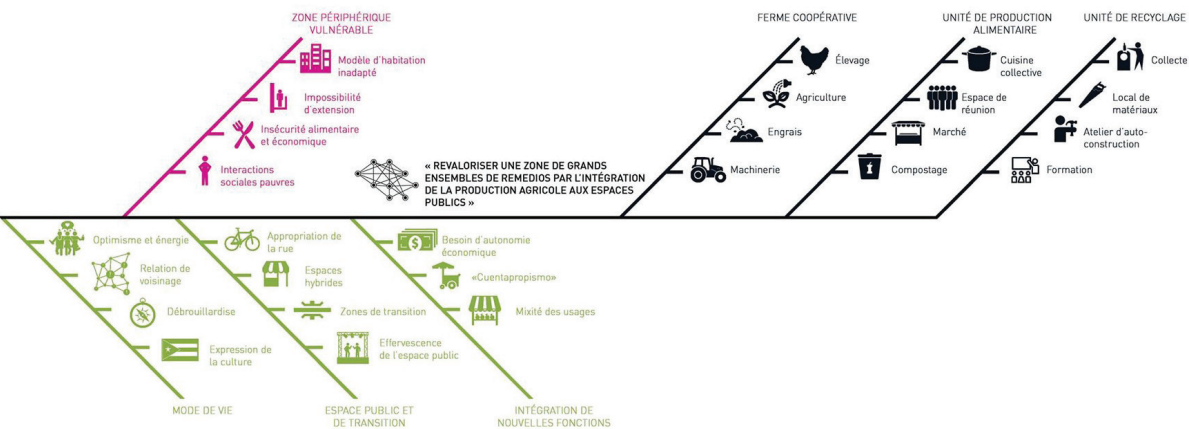 ZONE PÉRIPHÉRIQUE
VULNÉRABLE
Modèle d'habitation
inadapté
Impossibilité
d'extension
Insécurité alimentaire
et économique
Interactions
sociales pauvres
« REVALORISER UNE ZONE DE GRANDS
ENSEMBLES DE REMEDIOS PAR L'INTÉGRATION
DE LA PRODUCTION AGRICOLE AUX ESPACES
PUBLICS »
FERME COOPÉRATIVE
Élevage
Agriculture
Engrais
Machinerie
UNITÉ DE PRODUCTION
ALIMENTAIRE
Cuisine
collective
Espace de
réunion
Marché
Compostage
UNITÉ DE RECYCLAGE
Collecte
Local de
matériaux
Atelier d'auto-
construction
Formation
Optimisme et énergie
Relation de
voisinage
Débrouillardise
Expression de
la culture
MODE DE VIE
Appropriation de
la rue
Espaces
hybrides
Zones de transition
Effervescence
de l'espace public
ESPACE PUBLIC ET
DE TRANSITION
Besoin d'autonomie
économique
«Cuentapropismo»
Mixité des usages
INTÉGRATION DE
NOUVELLES FONCTIONS